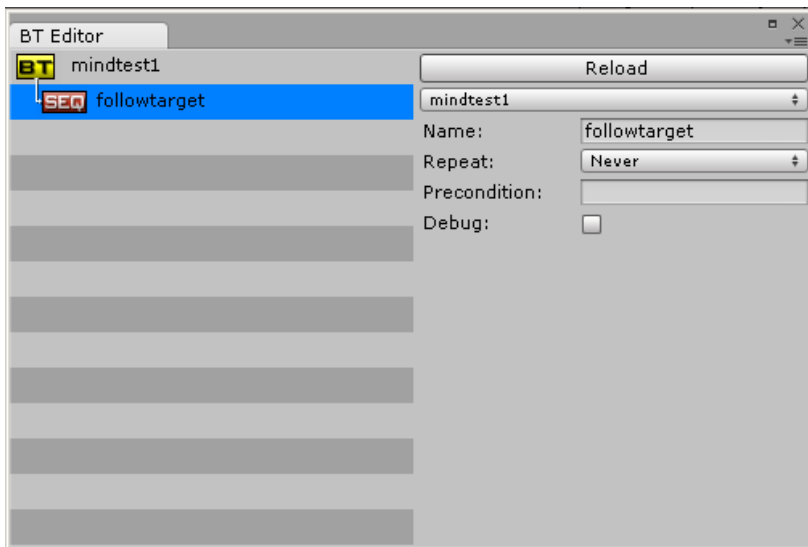 BT Editor
BT mindtest1
SEQ followtarget
Reload
mindtest1
Name: followtarget
Repeat: Never
Precondition:
Debug: